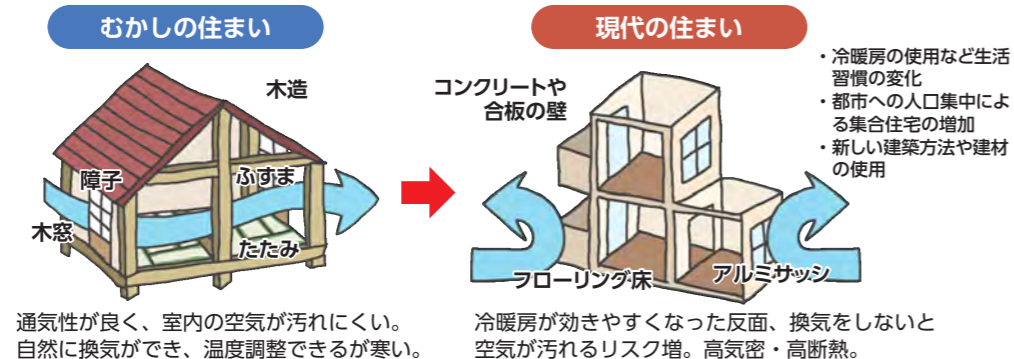 むかしの住まい
木造
障子
ふすま
木窓
たたみ
通気性が良く、室内の空気が汚れにくい。
自然に換気ができ、温度調整できるが寒い。
現代の住まい
コンクリートや
合板の壁
・冷暖房の使用など生活
習慣の変化
・都市への人口集中によ
る集合住宅の増加
・新しい建築方法や建材
の使用
フローリング床
アルミサッシ
冷暖房が効きやすくなった反面、換気をしないと
空気が汚れるリスク増。高気密・高断熱。